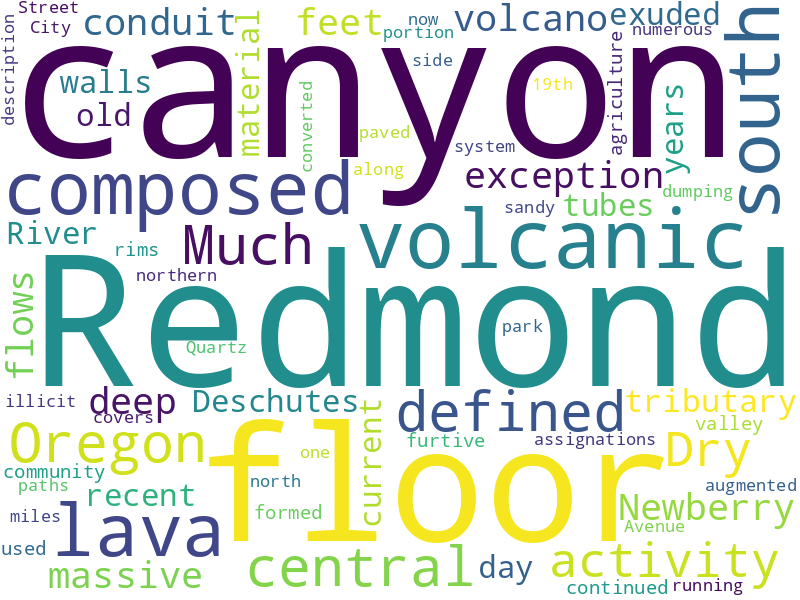 Street
City
description
conduit
material
feet
now
portion
volcano
exuded
numerous
south
canyon
side
walls
old
converted
19th
agriculture
years
paved
system
along
composed
exception
dumping
sandy
tubes
River
rims
Much
volcanic
northern
flows
Redmond
park
Quartz
illicit
deep
covers
Deschutes
defined
tributary
valley
Oregon
floor
current
furtive
assignations
Dry
one
community
paths
recent
north
augmented
miles
lava
formed
Newberry
Avenue
used
massive
central
day
activity
continued
running